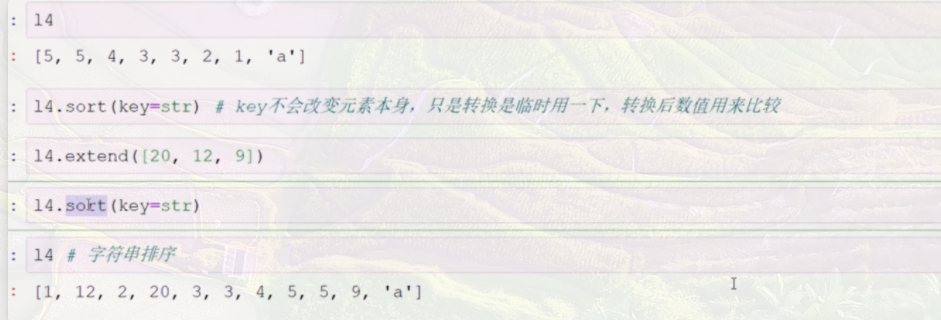 : l4
: [5, 5, 4, 3, 3, 2, 1, 'a']
: l4.sort(key=str) # key不会改变元素本身，只是转换是临时用一下，转换后数值用来比较
: l4.extend([20, 12, 9])
: l4.sort(key=str)
: l4 # 字符串排序
: [1, 12, 2, 20, 3, 3, 4, 5, 5, 9, 'a']